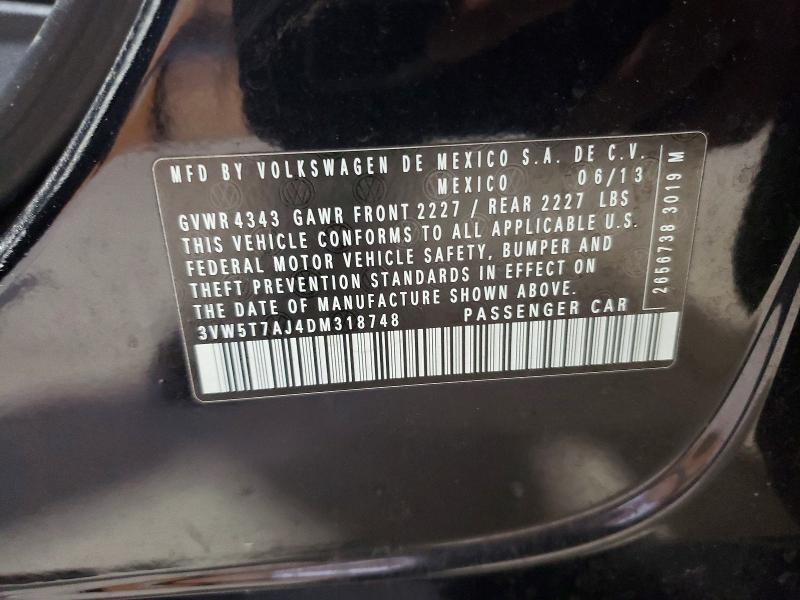 MFD BY VOLKSWAGEN DE MEXICO S.A. DE C.V.
MEXICO 06/13
GVWR 4343 GAWR FRONT 2227 / REAR 2227 LBS
THIS VEHICLE CONFORMS TO ALL APPLICABLE U.S.
FEDERAL MOTOR VEHICLE SAFETY, BUMPER AND
THEFT PREVENTION STANDARDS IN EFFECT ON
THE DATE OF MANUFACTURE SHOWN ABOVE.
3VW5T7AJ4DM318748 PASSENGER CAR
2656738 3019 M